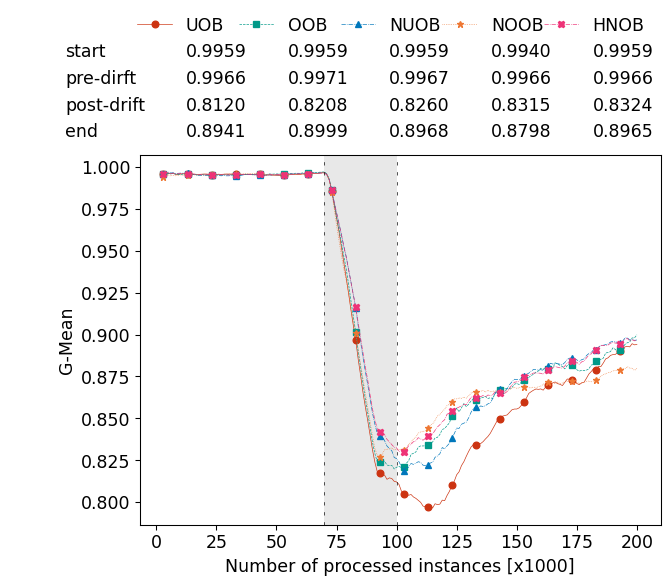 UOB OOB NUOB NOOB HNOB
start 0.9959 0.9959 0.9959 0.9940 0.9959
pre-dirft 0.9966 0.9971 0.9967 0.9966 0.9966
post-drift 0.8120 0.8208 0.8260 0.8315 0.8324
end 0.8941 0.8999 0.8968 0.8798 0.8965
1.000
0.975
0.950
0.925
0.900
0.875
0.850
0.825
0.800
G-Mean
0 25 50 75 100 125 150 175 200
Number of processed instances [x1000]